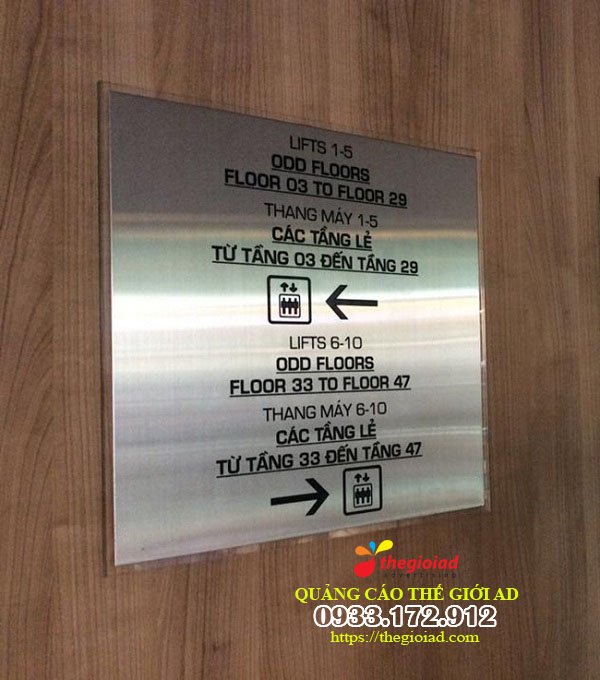 LIFTS 1-5
ODD FLOORS
FLOOR 03 TO FLOOR 29
THANG MÁY 1-5
CÁC TẦNG LẺ
TỪ TẦNG 03 ĐẾN TẦNG 29
LIFTS 6-10
ODD FLOORS
FLOOR 33 TO FLOOR 47
THANG MÁY 6-10
CÁC TẦNG LẺ
TỪ TẦNG 33 ĐẾN TẦNG 47
thegioiad
advertising
QUẢNG CÁO THẾ GIỚI AD
0933.172.912
https://thegioiad.com